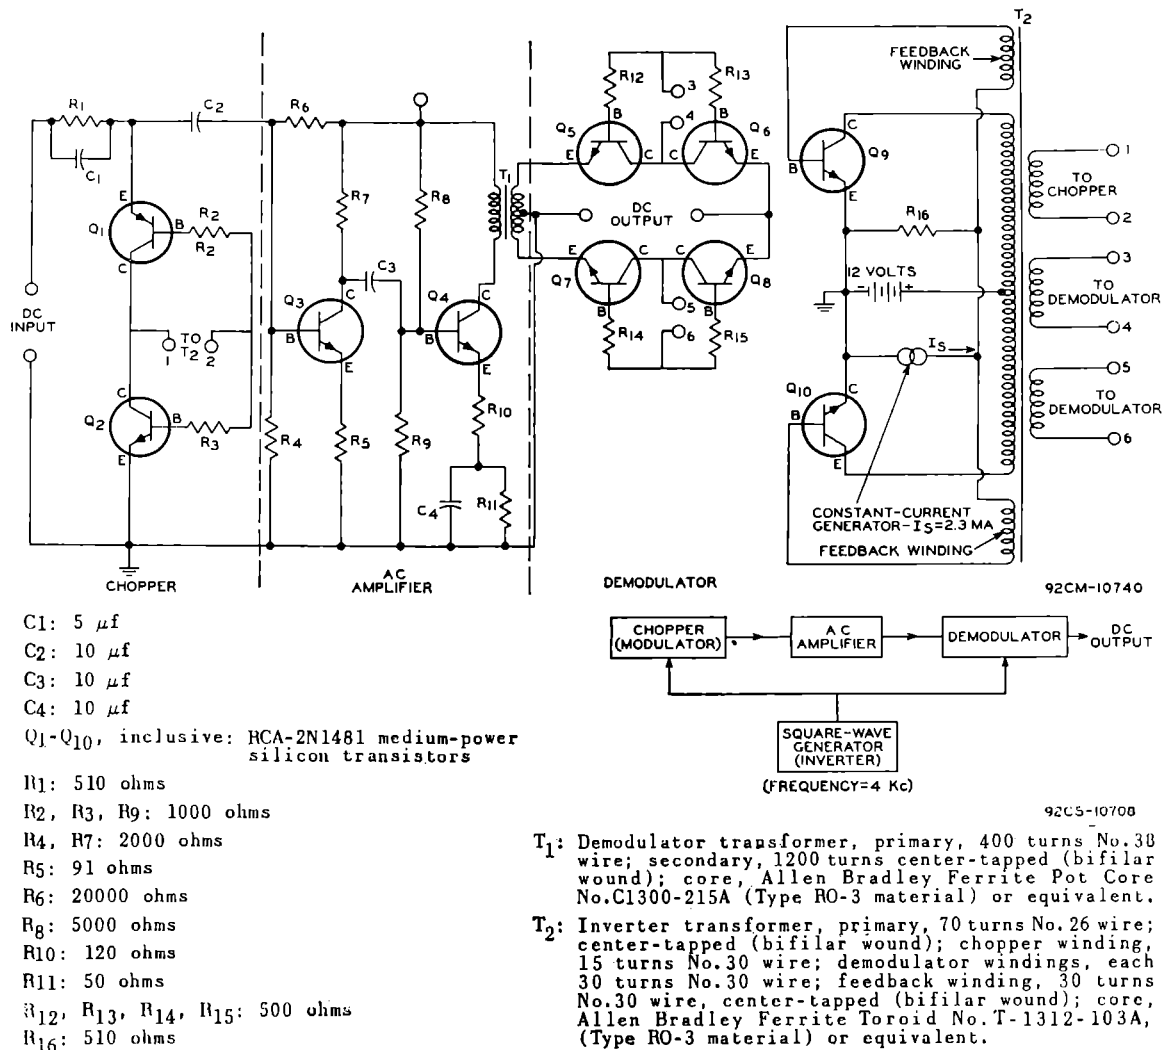 T2
FEEDBACK
WINDING
R1
C1
C2
R6
R12
R13
3
4
B
B
Q5
Q6
E
C
C
E
Q9
C
B
E
1
TO
CHOPPER
2
E
Q1
R2
B
R2
C
R7
R8
T1
DC
OUTPUT
R16
C3
12 VOLTS
- +
3
TO
DEMODULATOR
4
E
C
C
E
Q7
Q8
B
B
5
6
R14
R15
DC
INPUT
TO
T2
1
2
Q3
C
B
E
Q4
C
B
E
IS
C
Q2
B
E
R3
R4
R5
R9
R10
C4
R11
Q10
C
B
E
5
TO
DEMODULATOR
6
CONSTANT-CURRENT
GENERATOR-IS=2.3 MA
FEEDBACK WINDING
CHOPPER
AC
AMPLIFIER
DEMODULATOR
92CM-10740
CHOPPER
(MODULATOR)
AC
AMPLIFIER
DEMODULATOR
DC
OUTPUT
SQUARE-WAVE
GENERATOR
(INVERTER)
(FREQUENCY=4 Kc)
92CS-10708
C1: 5 μf
C2: 10 μf
C3: 10 μf
C4: 10 μf
Q1-Q10, inclusive: RCA-2N1481 medium-power
silicon transistors
R1: 510 ohms
R2, R3, R9: 1000 ohms
R4, R7: 2000 ohms
R5: 91 ohms
R6: 20000 ohms
R8: 5000 ohms
R10: 120 ohms
R11: 50 ohms
R12, R13, R14, R15: 500 ohms
R16: 510 ohms
T1: Demodulator transformer, primary, 400 turns No.38
wire; secondary, 1200 turns center-tapped (bifilar
wound); core, Allen Bradley Ferrite Pot Core
No.C1300-215A (Type RO-3 material) or equivalent.
T2: Inverter transformer, primary, 70 turns No.26 wire;
center-tapped (bifilar wound); chopper winding,
15 turns No.30 wire; demodulator windings, each
30 turns No.30 wire; feedback winding, 30 turns
No.30 wire, center-tapped (bifilar wound); core,
Allen Bradley Ferrite Toroid No.T-1312-103A,
(Type RO-3 material) or equivalent.